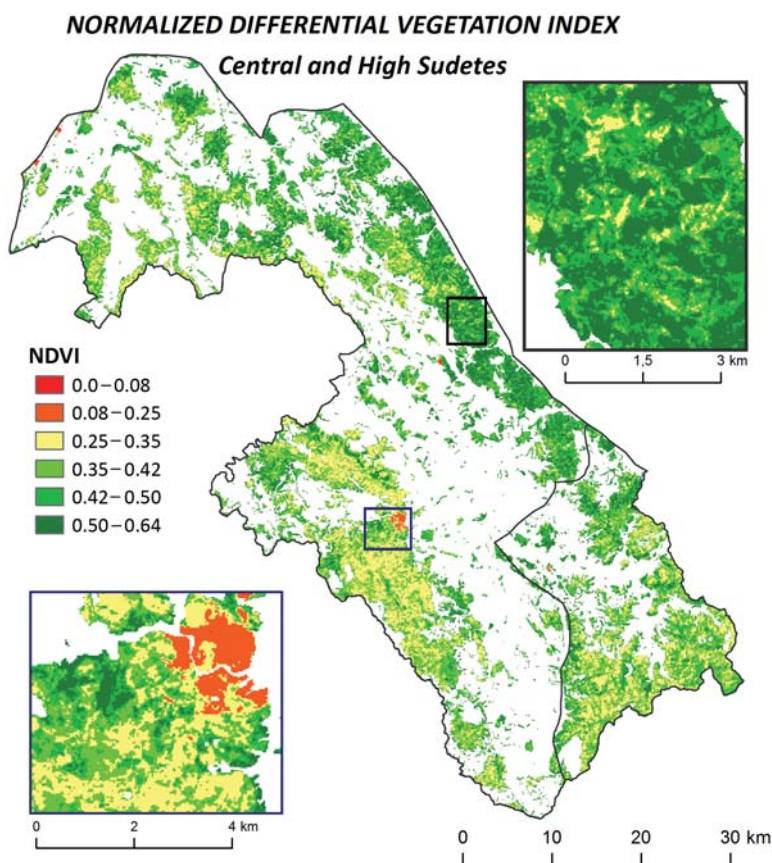 NORMALIZED DIFFERENTIAL VEGETATION INDEX
Central and High Sudetes
0 1,5 3 km
NDVI
0.0–0.08
0.08–0.25
0.25–0.35
0.35–0.42
0.42–0.50
0.50–0.64
0 2 4 km
0 10 20 30 km